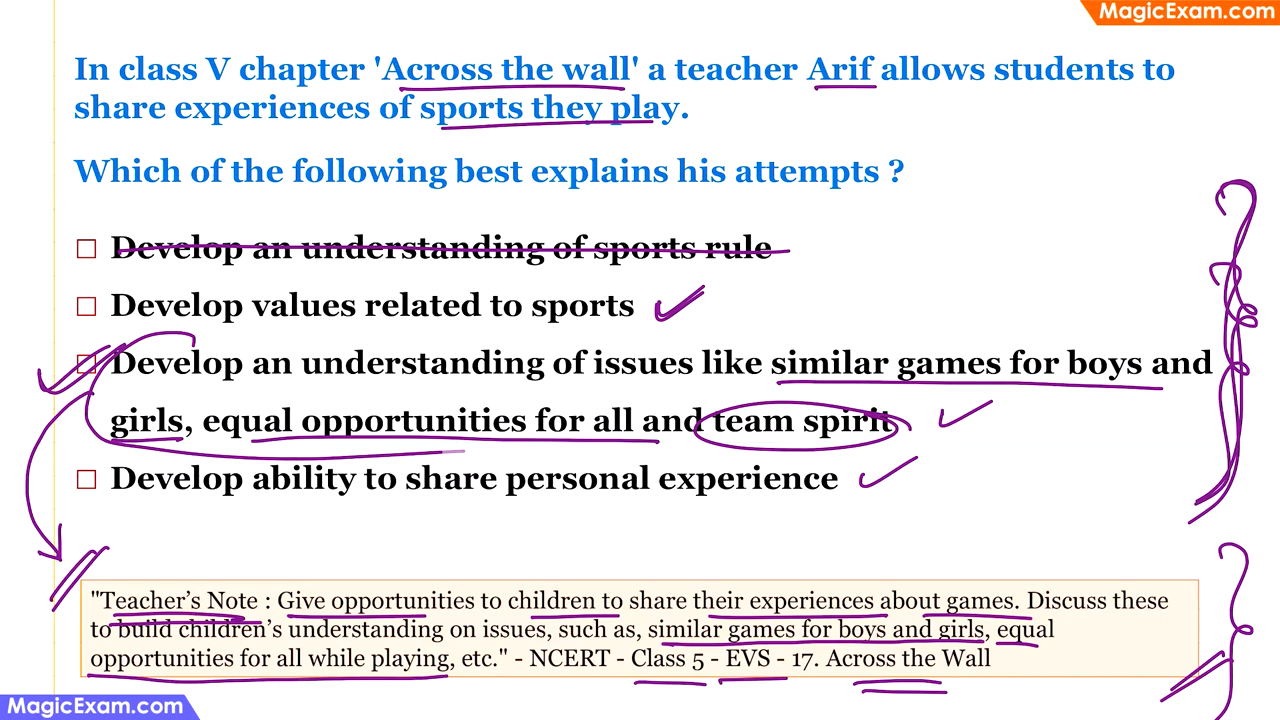 MagicExam.com
In class V chapter 'Across the wall' a teacher Arif allows students to
share experiences of sports they play.
Which of the following best explains his attempts ?
Develop an understanding of sports rule
Develop values related to sports
Develop an understanding of issues like similar games for boys and
girls, equal opportunities for all and team spirit
Develop ability to share personal experience
"Teacher's Note : Give opportunities to children to share their experiences about games. Discuss these
to build children's understanding on issues, such as, similar games for boys and girls, equal
opportunities for all while playing, etc." - NCERT - Class 5 - EVS - 17. Across the Wall
MagicExam.com